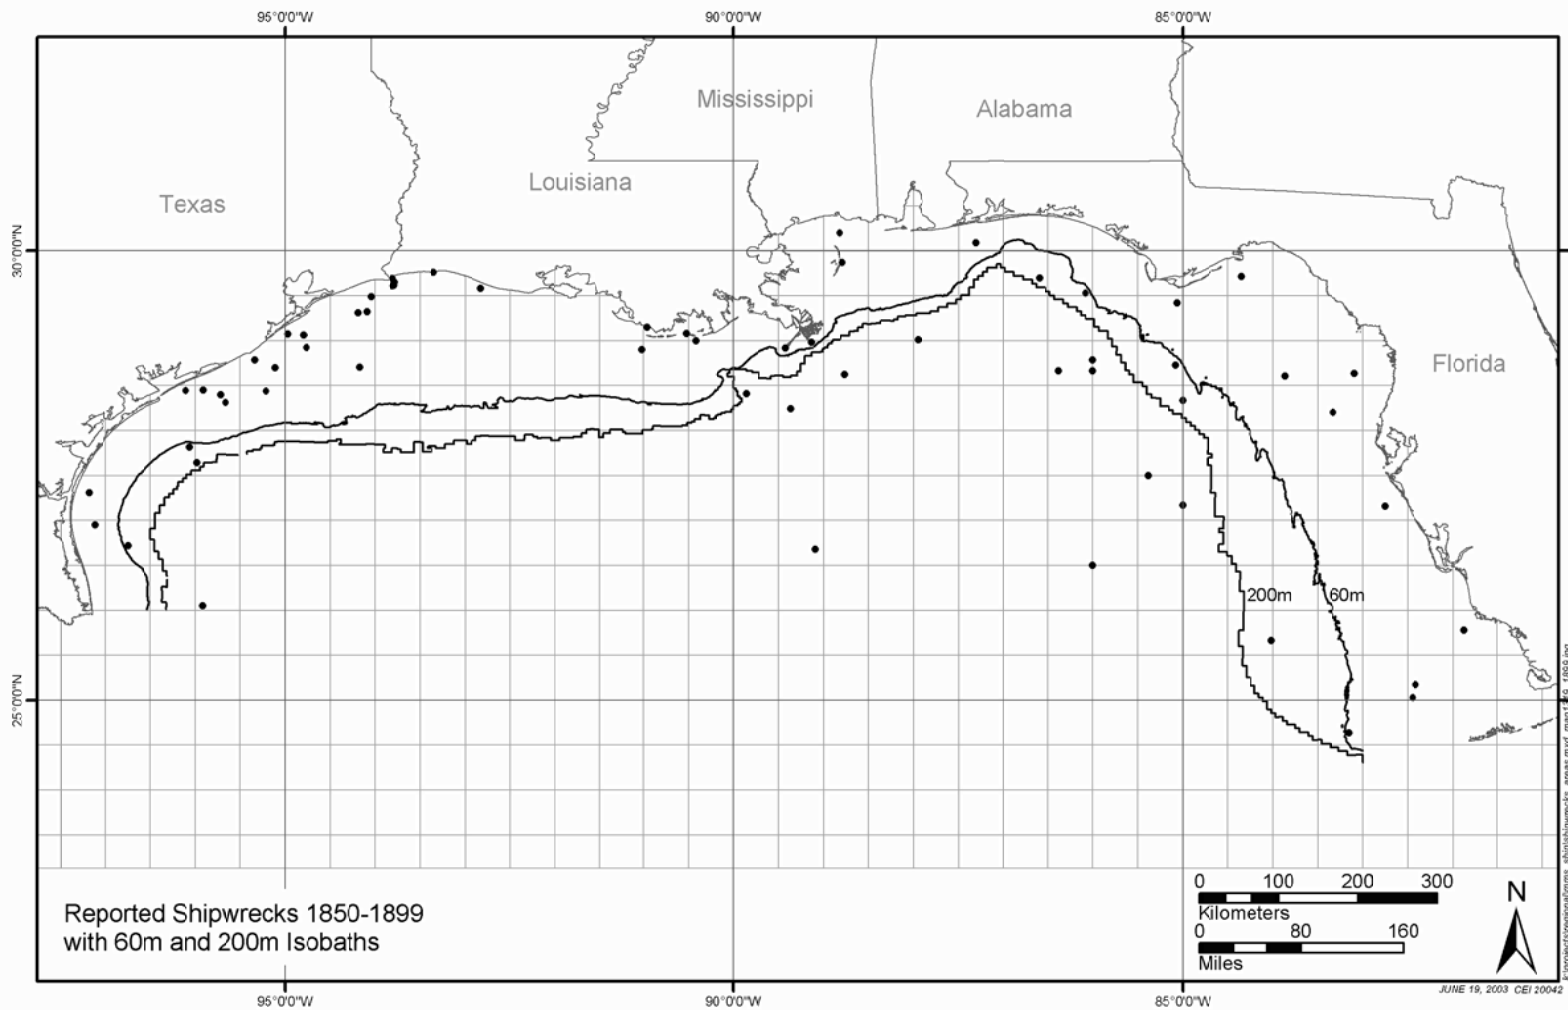 95°0'0"W 90°0'0"W 85°0'0"W
Mississippi
Alabama
Louisiana
Texas
30°0'0"N
Florida
200m 60m
25°0'0"N
0 100 200 300
Kilometers
0 80 160
Miles
N
Reported Shipwrecks 1850-1899
with 60m and 200m Isobaths
95°0'0"W 90°0'0"W 85°0'0"W
JUNE 19, 2003 CEI 20042